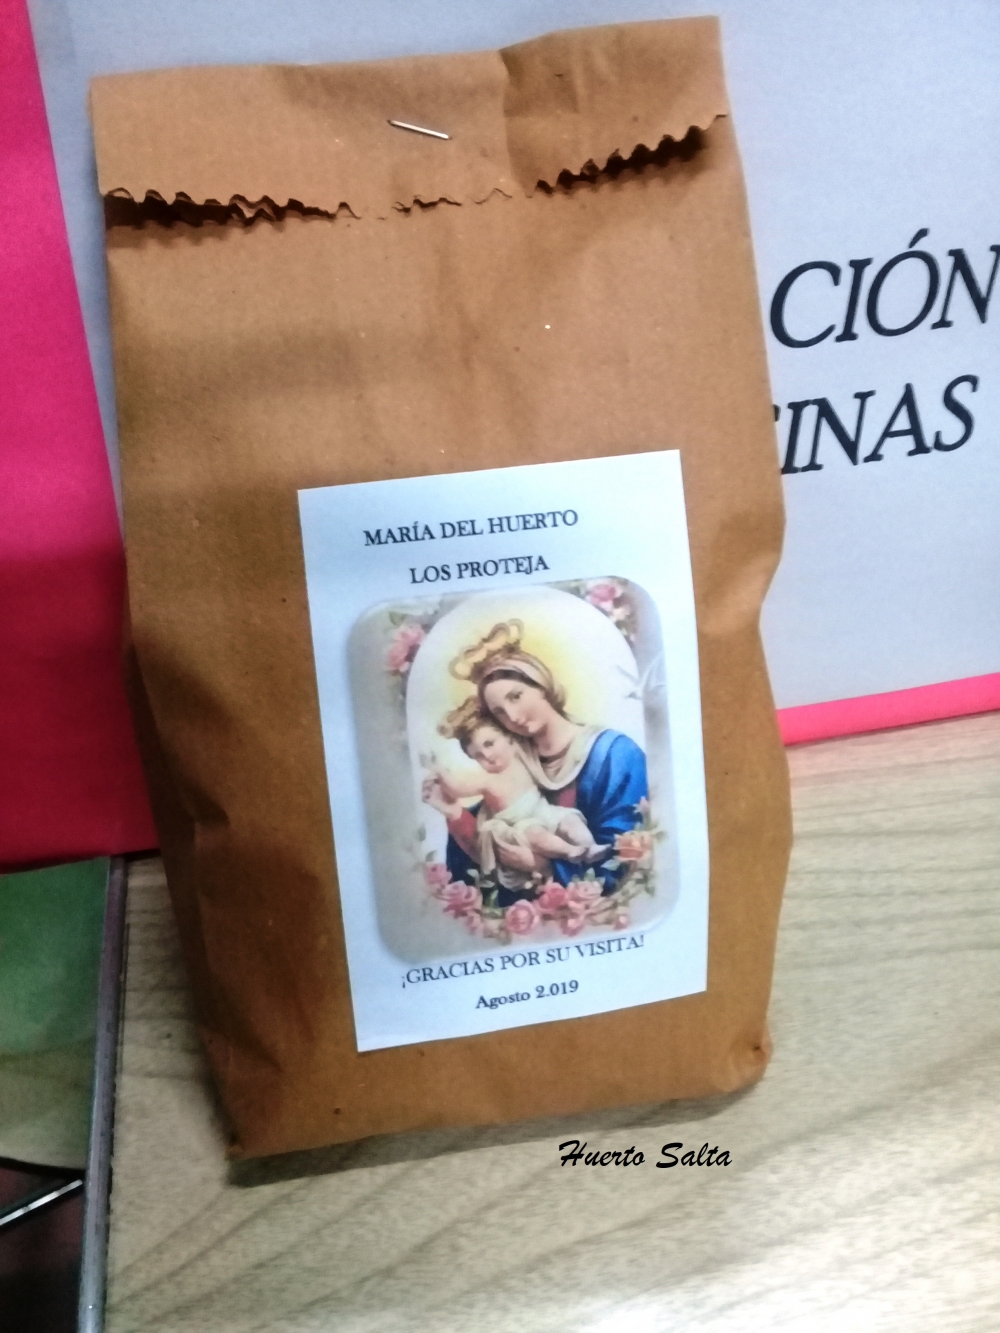 CIÓN
INAS
MARÍA DEL HUERTO
LOS PROTEJA
¡GRACIAS POR SU VISITA!
Agosto 2.019
Huerto Salta